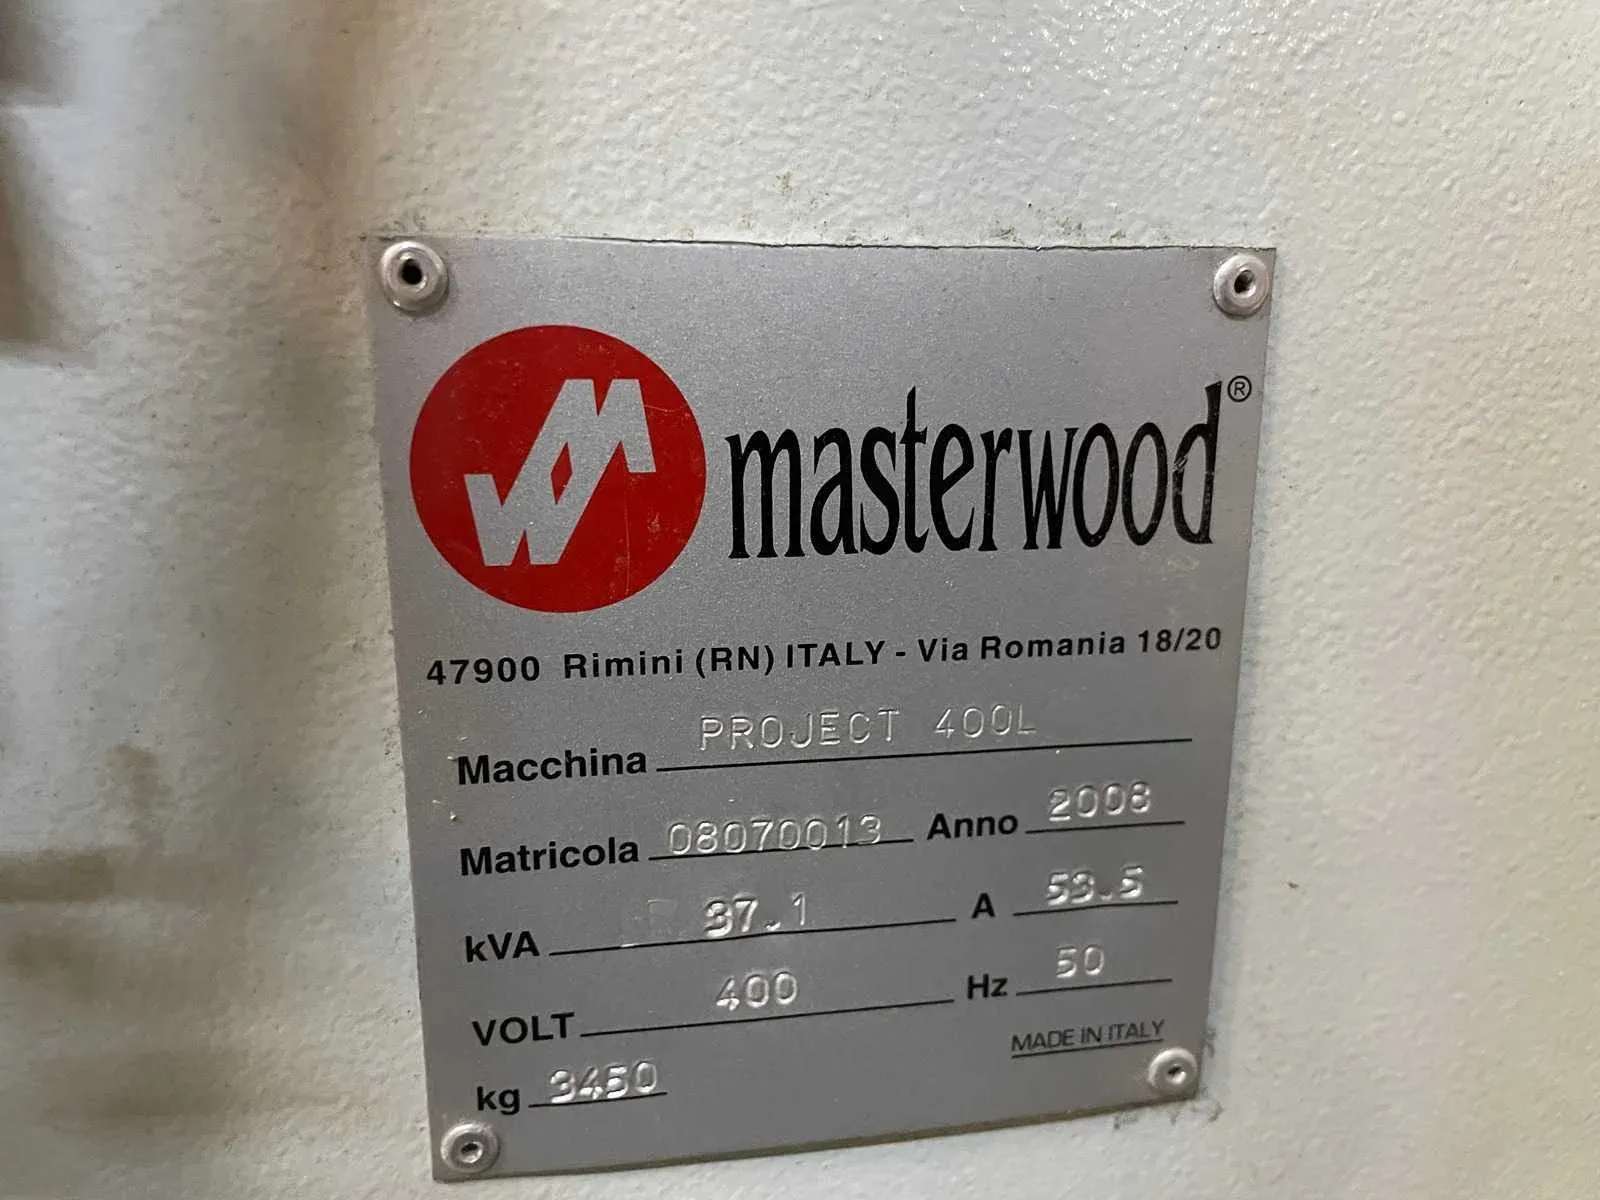 masterwood®
47900 Rimini (RN) ITALY - Via Romania 18/20
Macchina PROJECT 400L
Matricola 08070013 Anno 2008
kVA 37.1 A 53.5
VOLT 400 Hz 50
MADE IN ITALY
kg 3450